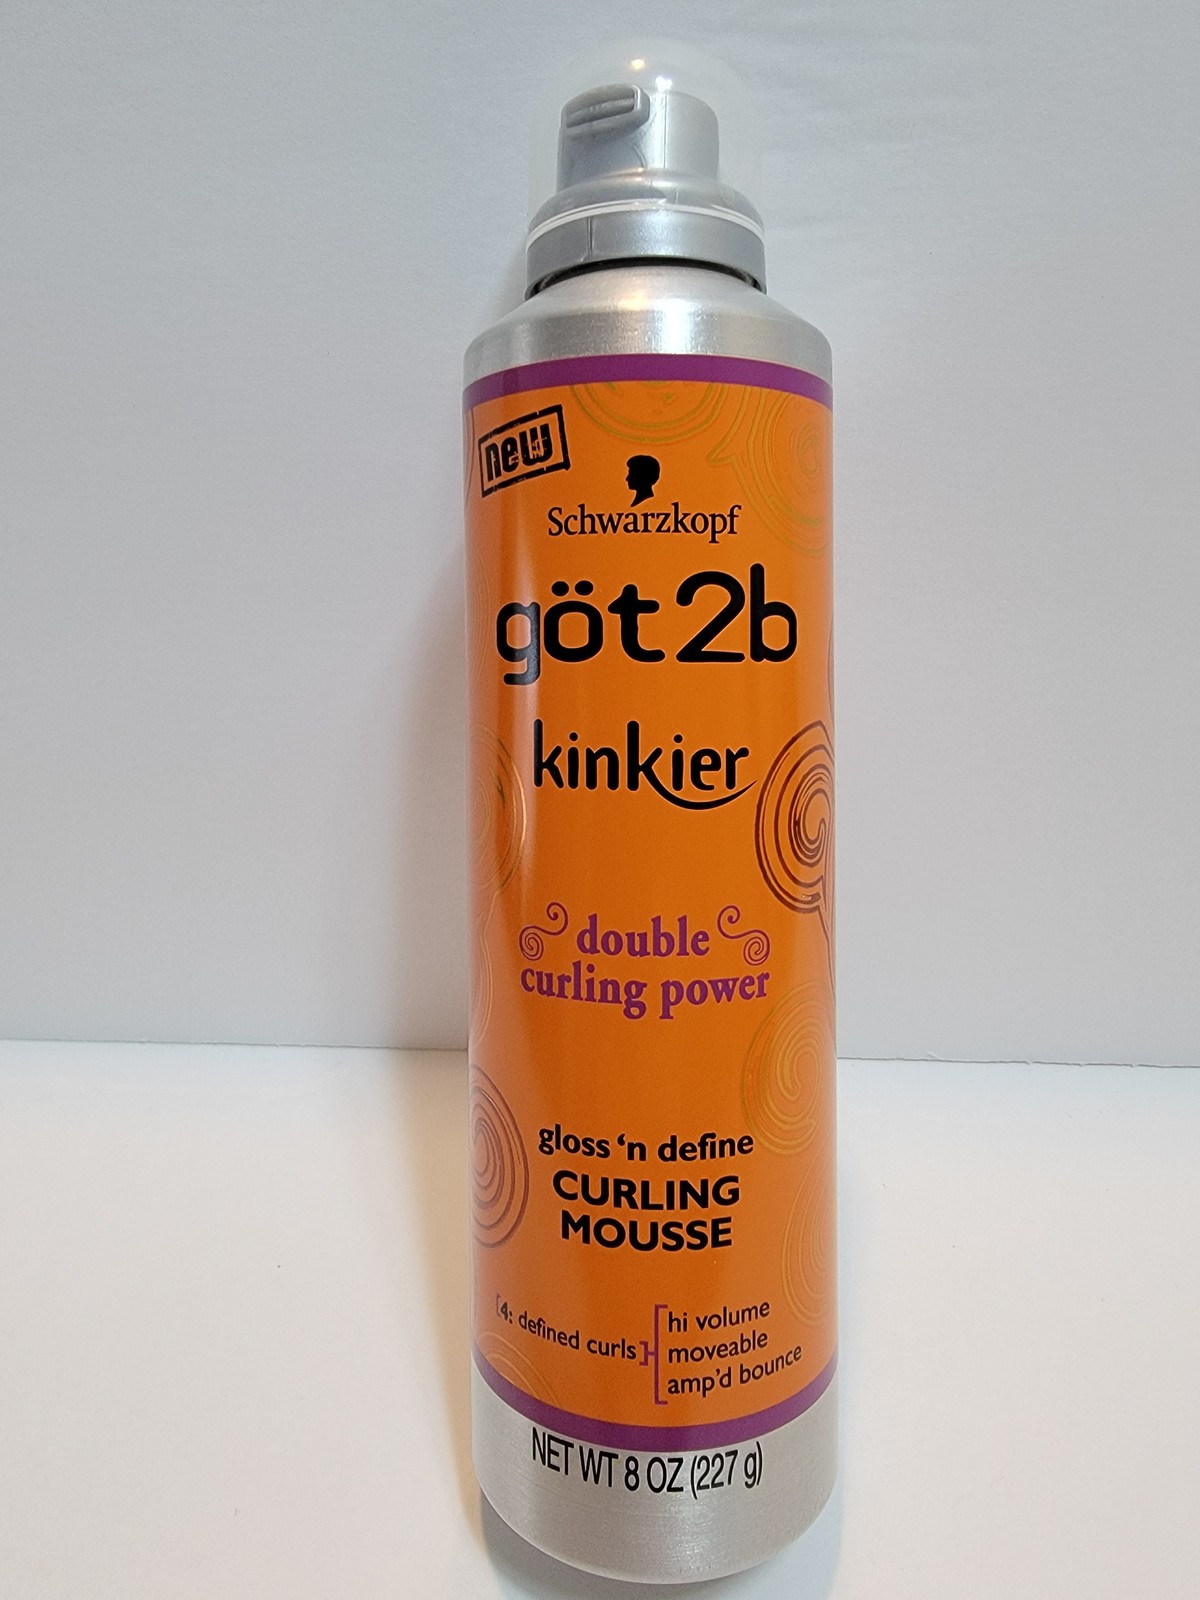 new
Schwarzkopf
göt2b
kinkier
double
curling power
gloss 'n define
CURLING
MOUSSE
[4: defined curls]
hi volume
moveable
amp'd bounce
NET WT 8 OZ (227 g)